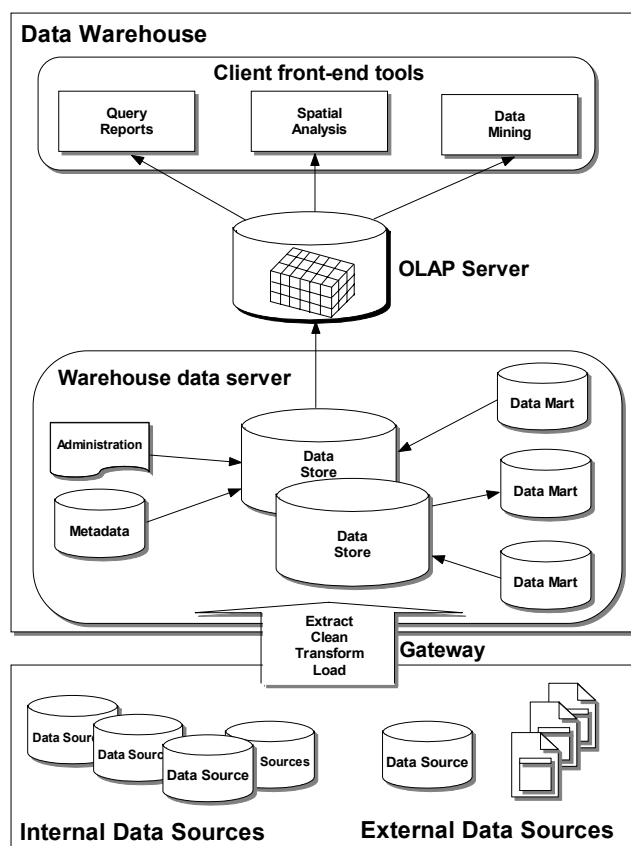 Data Warehouse
Client front-end tools
Query
Reports
Spatial
Analysis
Data
Mining
OLAP Server
Warehouse data server
Administration
Metadata
Data
Store
Data
Store
Data Mart
Data Mart
Data Mart
Extract
Clean
Transform
Load
Gateway
Data Sourc
Data Sourc
Data Source
Sources
Data Source
Internal Data Sources
External Data Sources